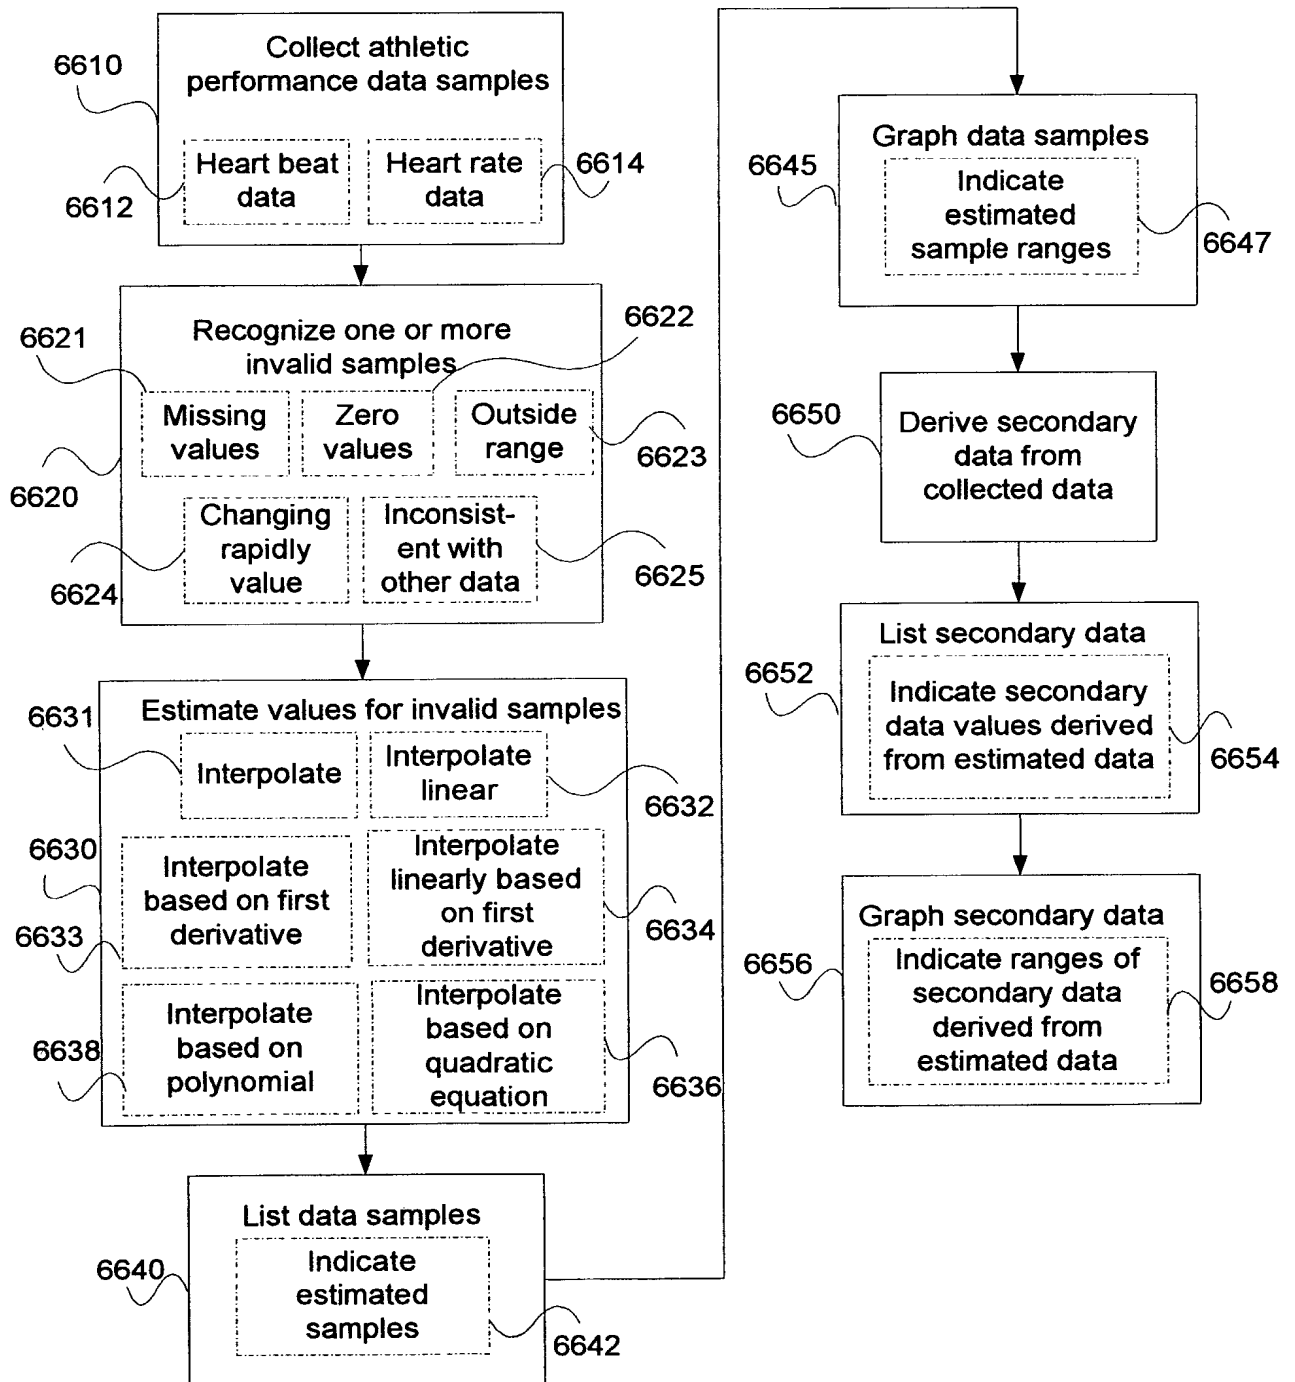 Collect athletic
performance data samples
6610
Heart beat
data
Heart rate
data
6612
6614
Recognize one or more
invalid samples
6621
6622
Missing
values
Zero
values
Outside
range
6623
6620
Changing
rapidly
value
Inconsist-
ent with
other data
6624
6625
Estimate values for invalid samples
6631
Interpolate
Interpolate
linear
6632
6630
Interpolate
based on first
derivative
Interpolate
linearly based
on first
derivative
6633
6634
Interpolate
based on
polynomial
Interpolate
based on
quadratic
equation
6638
6636
List data samples
6640
Indicate
estimated
samples
6642
Graph data samples
6645
Indicate
estimated
sample ranges
6647
6650
Derive secondary
data from
collected data
List secondary data
6652
Indicate secondary
data values derived
from estimated data
6654
Graph secondary data
6656
Indicate ranges of
secondary data
derived from
estimated data
6658